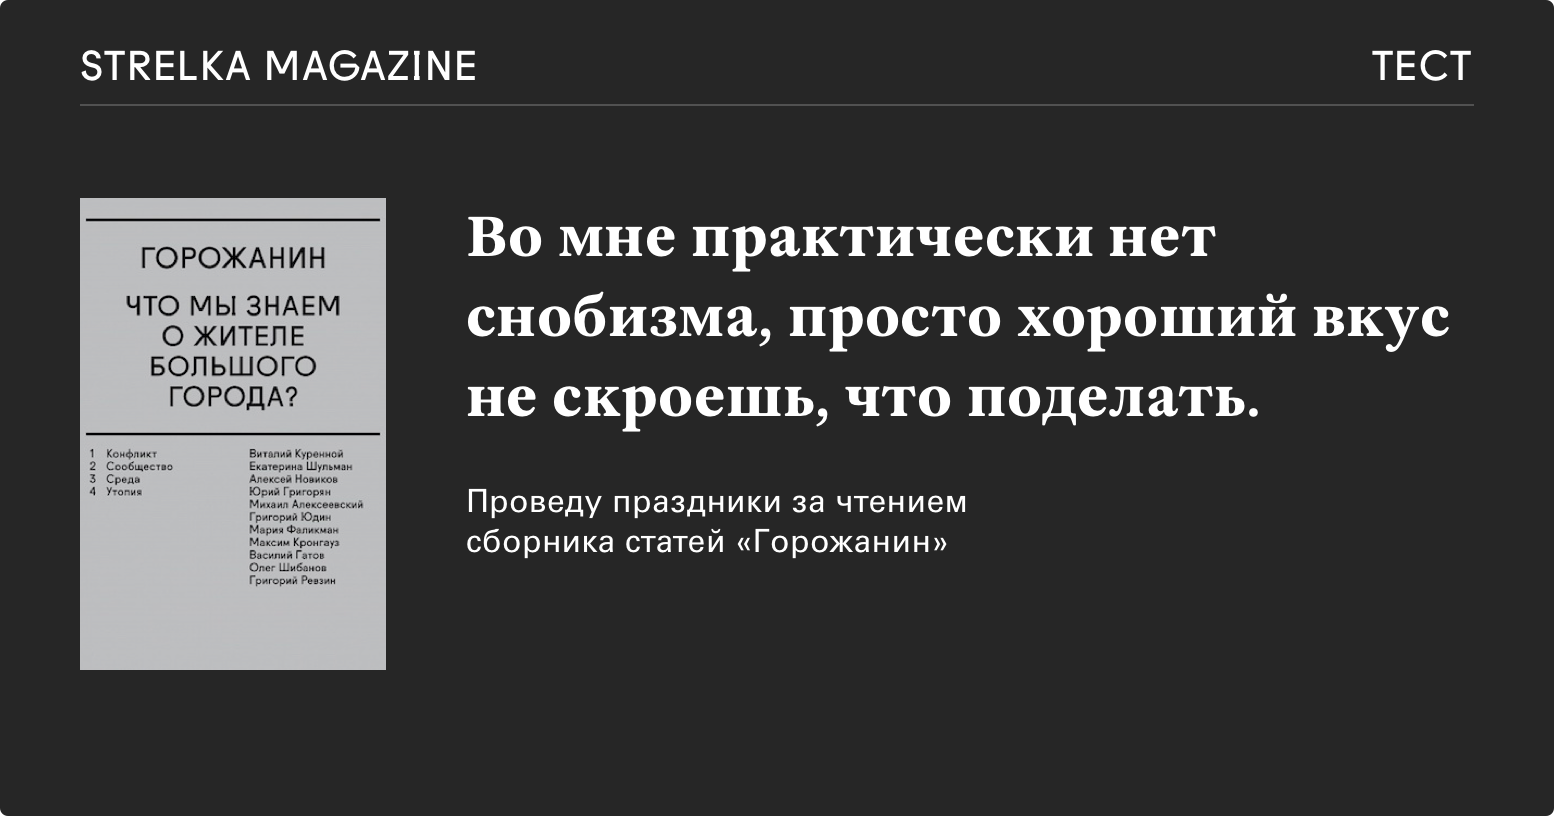 STRELKA MAGAZINE
ТЕСТ
ГОРОЖАНИН
ЧТО МЫ ЗНАЕМ
О ЖИТЕЛЕ
БОЛЬШОГО
ГОРОДА?
1 Конфликт
2 Сообщество
3 Среда
4 Утопия
Виталий Куренной
Екатерина Шульман
Алексей Новиков
Юрий Григорян
Михаил Алексеевский
Григорий Юдин
Мария Фаликман
Максим Кронгауз
Василий Гатов
Олег Шибанов
Григорий Ревзин
Во мне практически нет
снобизма, просто хороший вкус
не скроешь, что поделать.
Проведу праздники за чтением
сборника статей «Горожанин»